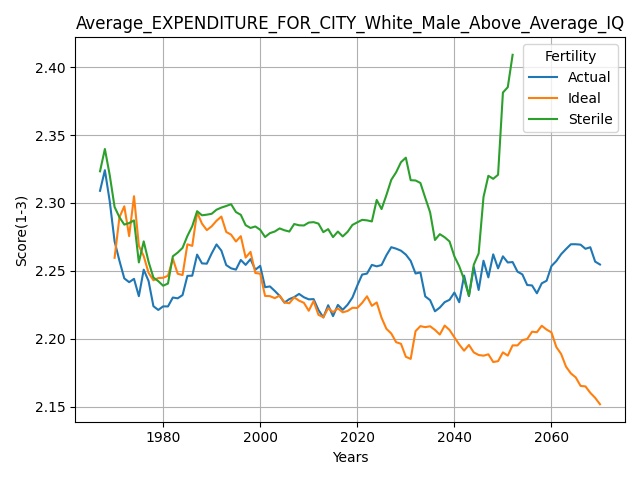 Average_EXPENDITURE_FOR_CITY_White_Male_Above_Average_IQ
Fertility
Actual
Ideal
Sterile
Score(1-3)
2.40
2.35
2.30
2.25
2.20
2.15
1980
2000
2020
2040
2060
Years